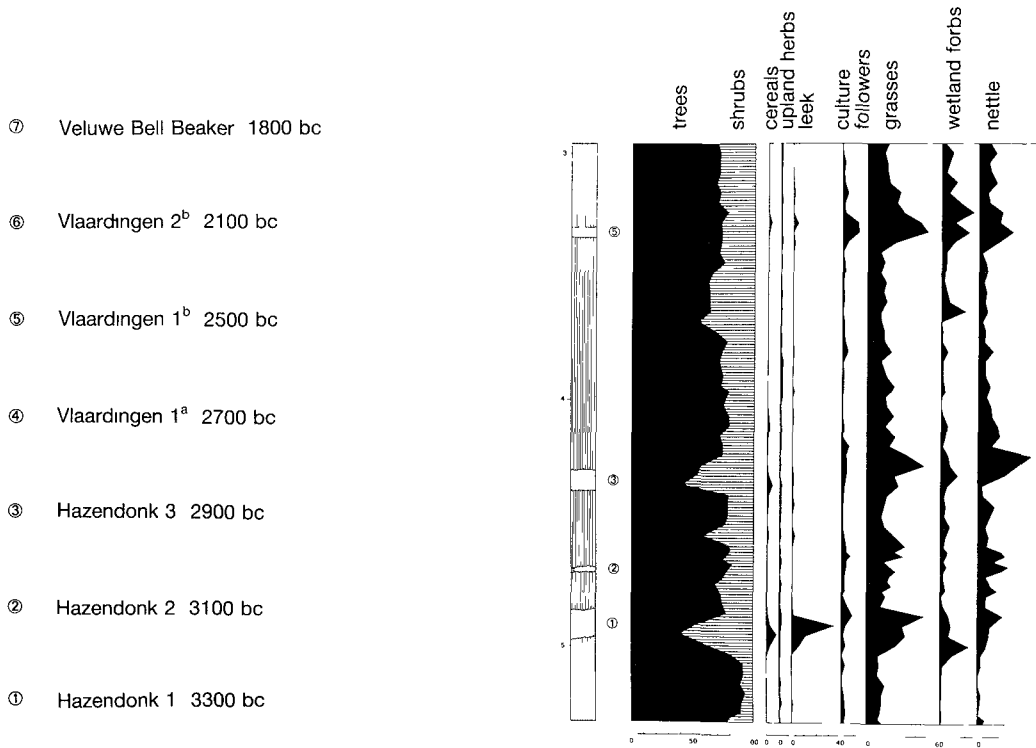 ⑦ Veluwe Bell Beaker 1800 bc
⑥ Vlaardingen 2ᵇ 2100 bc
⑤ Vlaardingen 1ᵇ 2500 bc
④ Vlaardingen 1ᵃ 2700 bc
③ Hazendonk 3 2900 bc
② Hazendonk 2 3100 bc
① Hazendonk 1 3300 bc
trees
shrubs
cereals
upland herbs
leek
culture
followers
grasses
wetland forbs
nettle
3
4
5
⑤
③
②
①
0 50 80 0 0 0 40 0 60 0